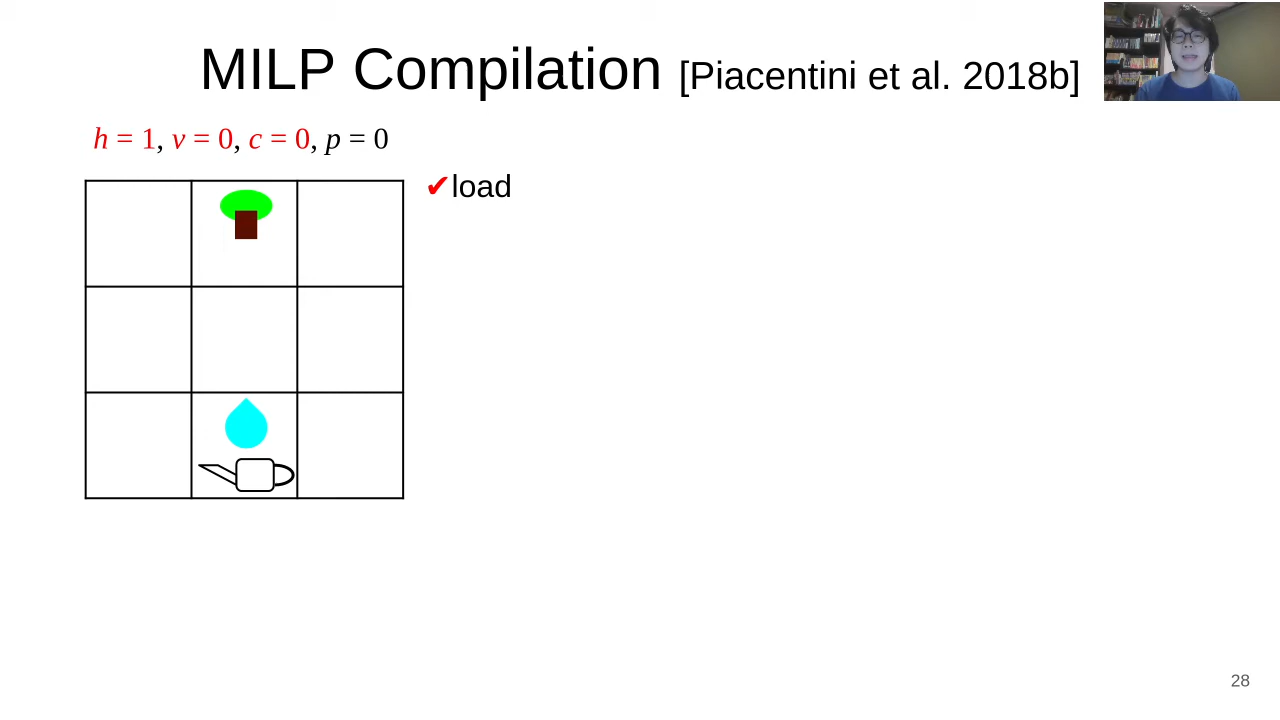 MILP Compilation [Piacentini et al. 2018b]
h = 1, v = 0, c = 0, p = 0
✔load
28